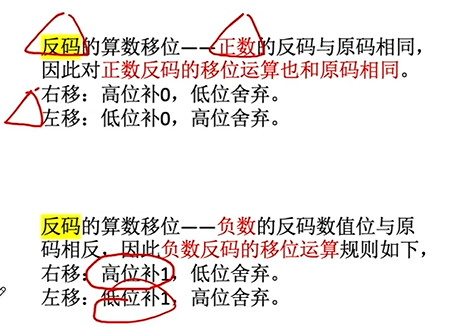 反码的算数移位——正数的反码与原码相同，
因此对正数反码的移位运算也和原码相同。
右移：高位补0，低位舍弃。
左移：低位补0，高位舍弃。
反码的算数移位——负数的反码数值位与原
码相反，因此负数反码的移位运算规则如下，
右移：高位补1，低位舍弃。
左移：低位补1，高位舍弃。